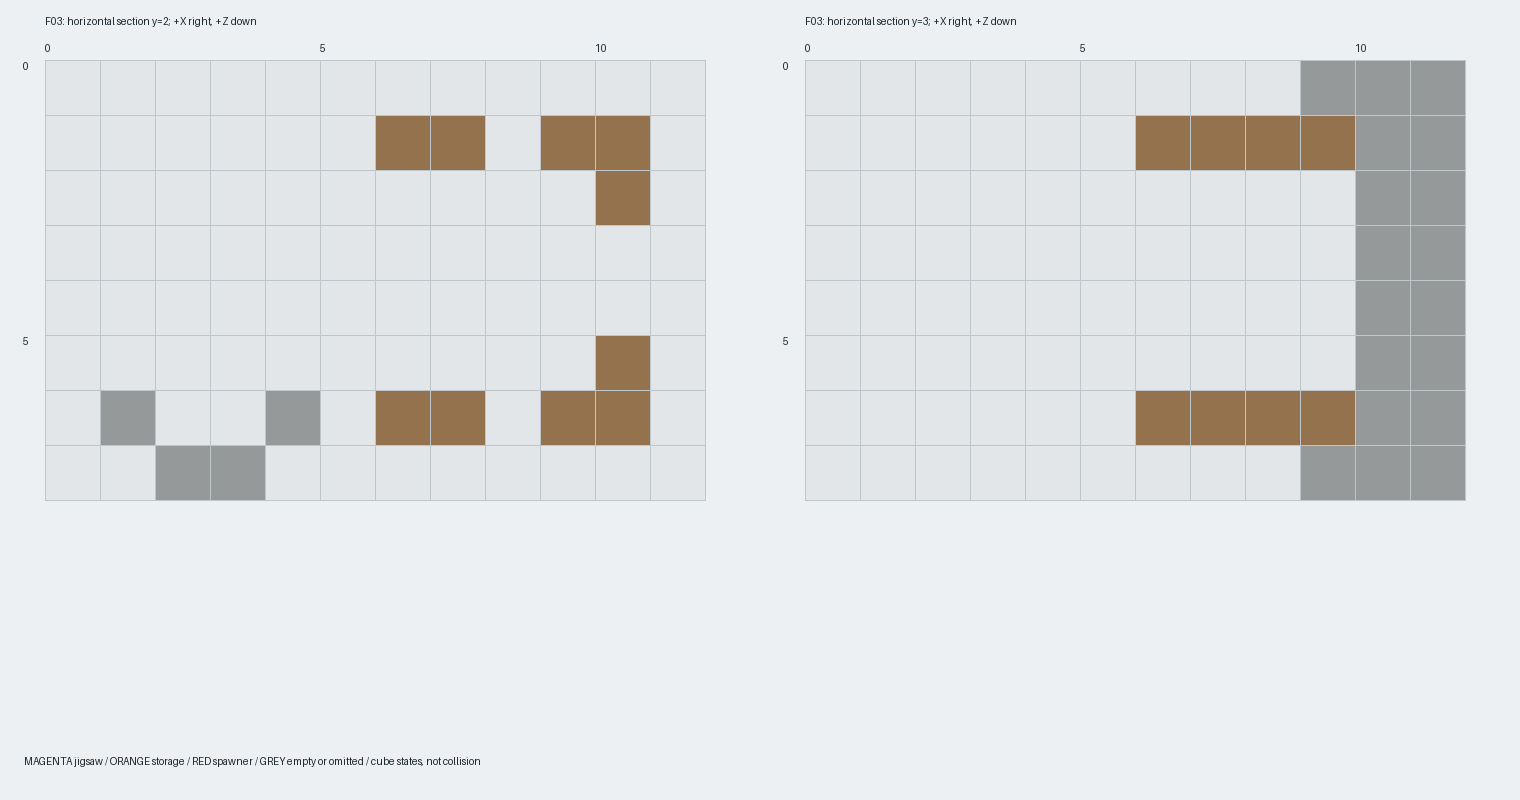 F03: horizontal section y=2; +X right, +Z down
F03: horizontal section y=3; +X right, +Z down
0 5 10
0 5 10
0
0
5
5
MAGENTA jigsaw / ORANGE storage / RED spawner / GREY empty or omitted / cube states, not collision